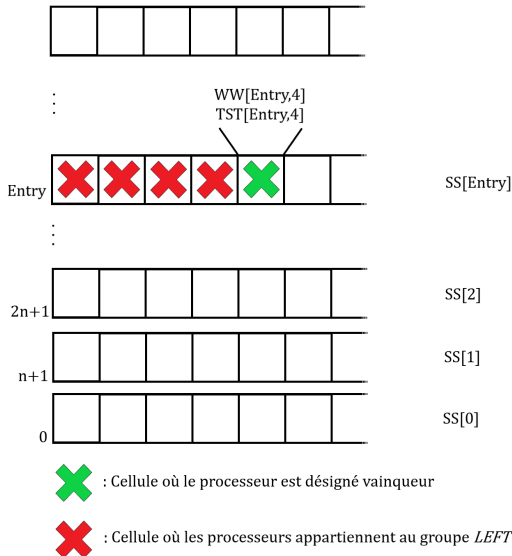 WW[Entry,4]
TST[Entry,4]
Entry
SS[Entry]
2n+1
SS[2]
n+1
SS[1]
0
SS[0]
: Cellule où le processeur est désigné vainqueur
: Cellule où les processeurs appartiennent au groupe LEFT